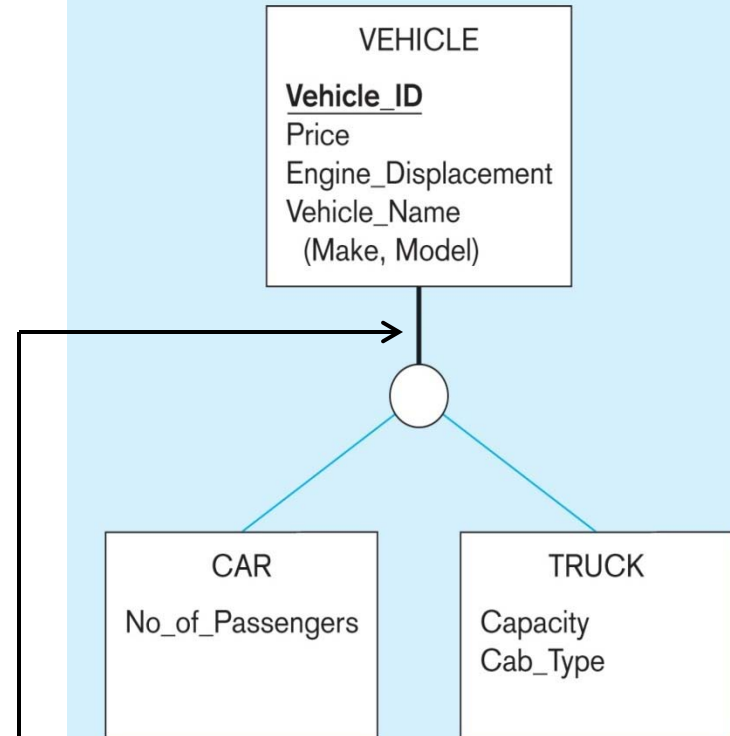 VEHICLE
Vehicle_ID
Price
Engine_Displacement
Vehicle_Name
(Make, Model)
CAR
No_of_Passengers
TRUCK
Capacity
Cab_Type